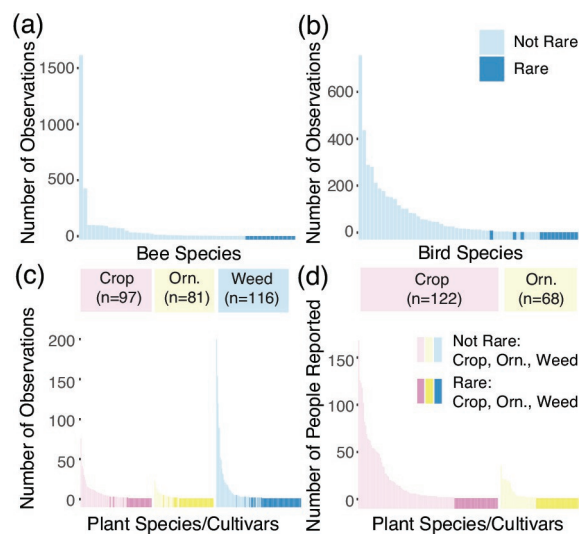 (a)
Number of Observations
1500
1000
500
0
Bee Species
(b)
Not Rare
Rare
Number of Observations
600
400
200
0
Bird Species
(c)
Crop
(n=97)
Orn.
(n=81)
Weed
(n=116)
Number of Observations
200
150
100
50
0
Plant Species/Cultivars
(d)
Crop
(n=122)
Orn.
(n=68)
Not Rare:
Crop, Orn., Weed
Rare:
Crop, Orn., Weed
Number of People Reported
150
100
50
0
Plant Species/Cultivars